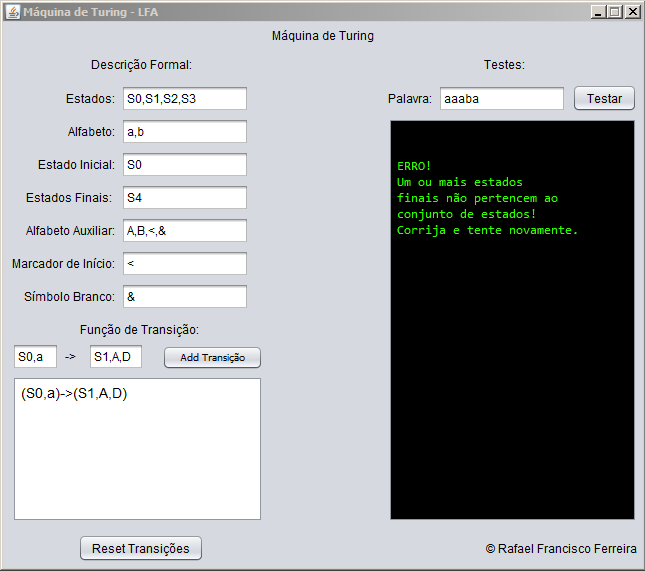 Máquina de Turing - LFA
Máquina de Turing
Descrição Formal:
Estados: S0,S1,S2,S3
Alfabeto: a,b
Estado Inicial: S0
Estados Finais: S4
Alfabeto Auxiliar: A,B,<,&
Marcador de Início: <
Símbolo Branco: &
Função de Transição:
S0,a -> S1,A,D Add Transição
(S0,a)->(S1,A,D)
Reset Transições
Testes:
Palavra: aaaba Testar
ERRO!
Um ou mais estados
finais não pertencem ao
conjunto de estados!
Corrija e tente novamente.
© Rafael Francisco Ferreira